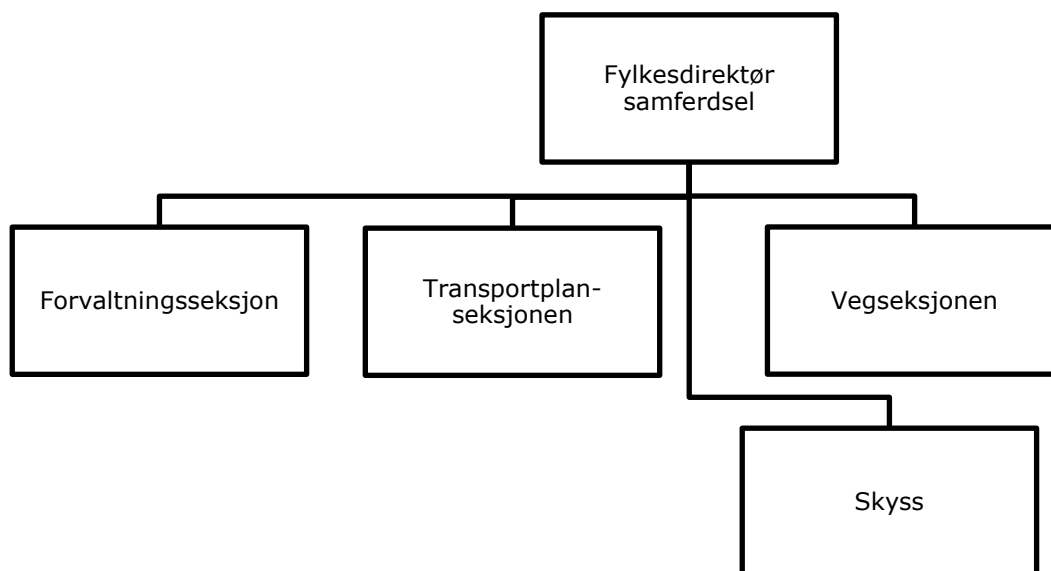 Fylkesdirektør
samferdsel
Forvaltningsseksjon
Transportplan-
seksjonen
Vegseksjonen
Skyss